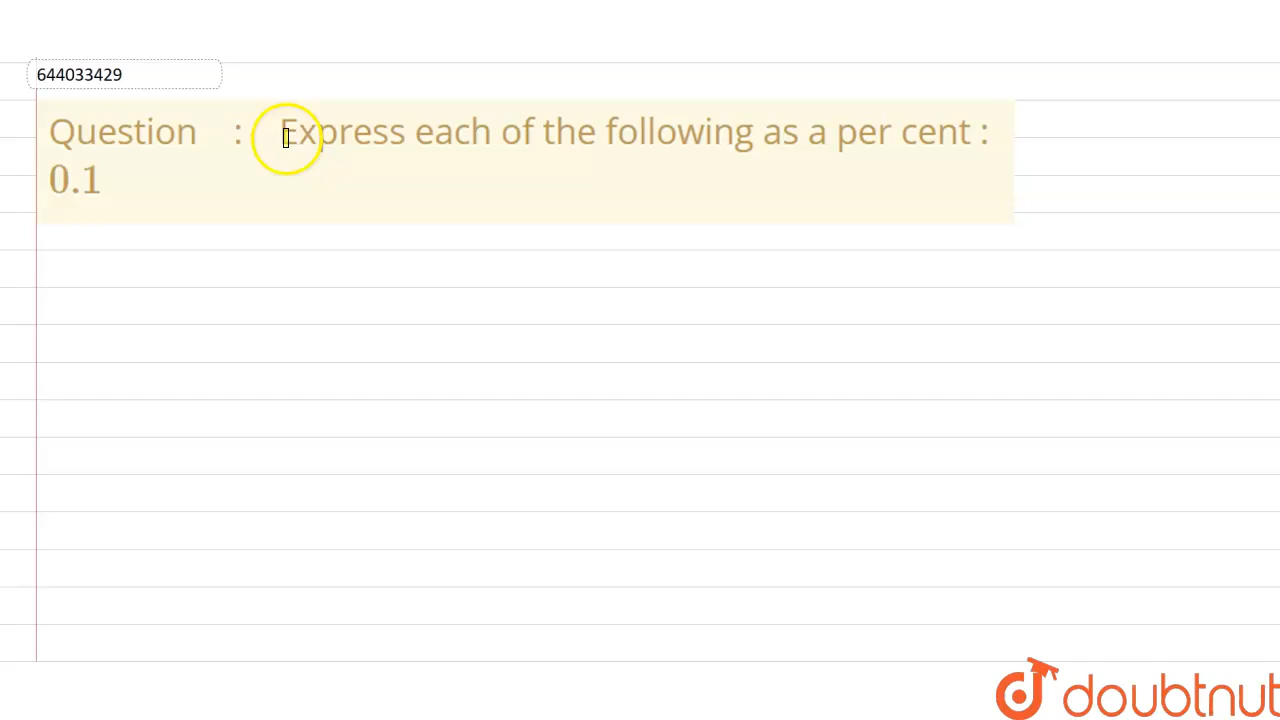 644033429
Question : Express each of the following as a per cent :
0.1
doubtnut